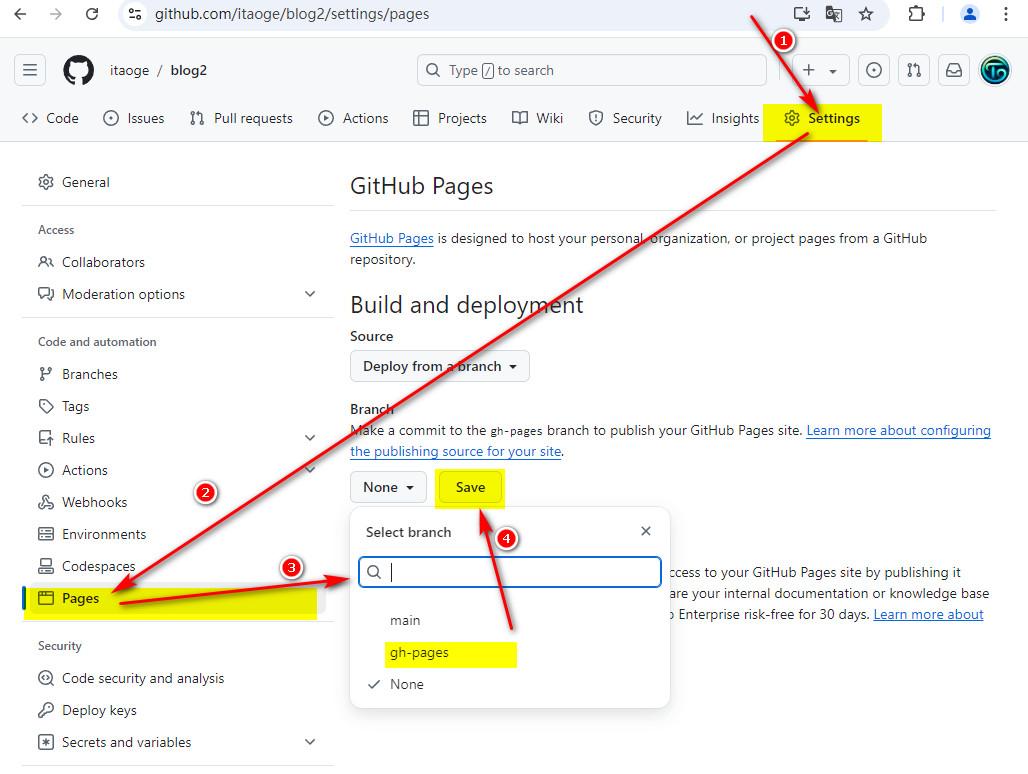 github.com/itaoge/blog2/settings/pages
1
itaoge / blog2
Type / to search
Code
Issues
Pull requests
Actions
Projects
Wiki
Security
Insights
Settings
General
Access
Collaborators
Moderation options
Code and automation
Branches
Tags
Rules
Actions
2
Webhooks
Environments
Codespaces
3
Pages
Security
Code security and analysis
Deploy keys
Secrets and variables
GitHub Pages
GitHub Pages is designed to host your personal, organization, or project pages from a GitHub
repository.
Build and deployment
Source
Deploy from a branch
Branch
Make a commit to the gh-pages branch to publish your GitHub Pages site. Learn more about configuring
the publishing source for your site.
None
Save
4
Select branch
main
gh-pages
None
ccess to your GitHub Pages site by publishing it
are your internal documentation or knowledge base
o Enterprise risk-free for 30 days. Learn more about